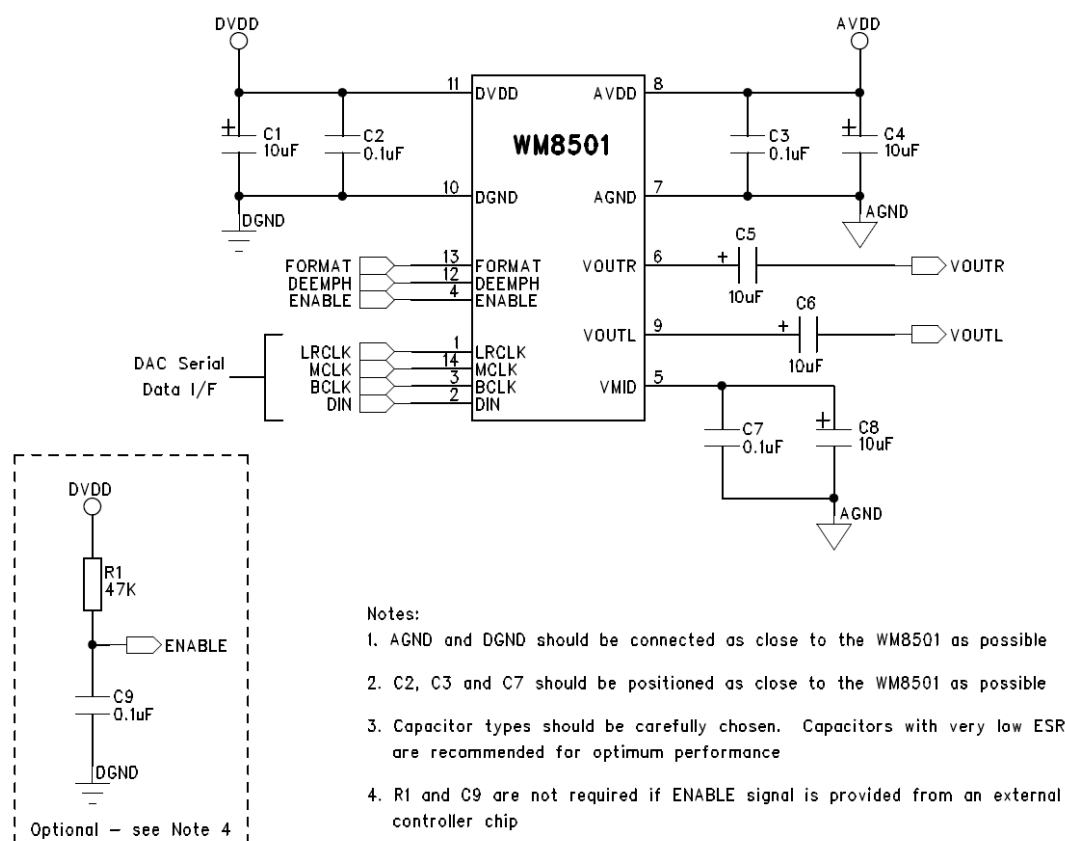 DVDD
AVDD
11 DVDD AVDD 8
C1
10uF
C2
0.1uF
WM8501
C3
0.1uF
C4
10uF
10 DGND AGND 7
DGND
AGND
C5
FORMAT 13 FORMAT VOUTR 6 10uF VOUTR
DEEMPH 12 DEEMPH
ENABLE 4 ENABLE
C6
VOUTL 9 10uF VOUTL
DAC Serial
Data I/F
LRCLK 1 LRCLK
MCLK 14 MCLK
BCLK 3 BCLK
DIN 2 DIN
VMID 5
C7
0.1uF
C8
10uF
AGND
DVDD
R1
47K
ENABLE
C9
0.1uF
DGND
Optional – see Note 4
Notes:
1. AGND and DGND should be connected as close to the WM8501 as possible
2. C2, C3 and C7 should be positioned as close to the WM8501 as possible
3. Capacitor types should be carefully chosen. Capacitors with very low ESR
are recommended for optimum performance
4. R1 and C9 are not required if ENABLE signal is provided from an external
controller chip